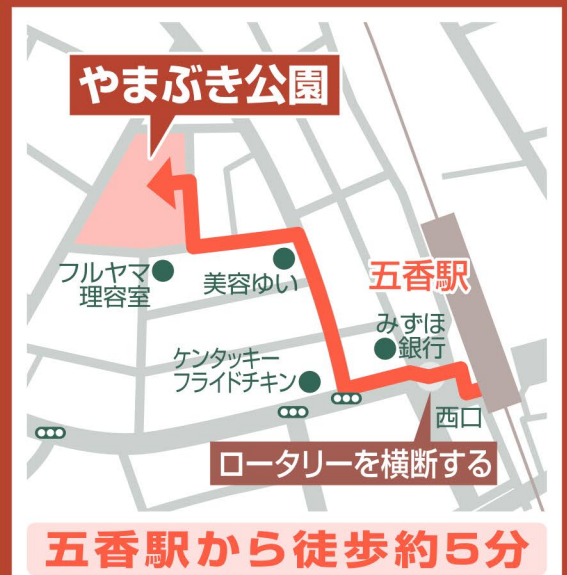 やまぶき公園
五香駅
フルヤマ
理容室
美容ゆい
みずほ
銀行
ケンタッキー
フライドチキン
西口
ロータリーを横断する
五香駅から徒歩約5分